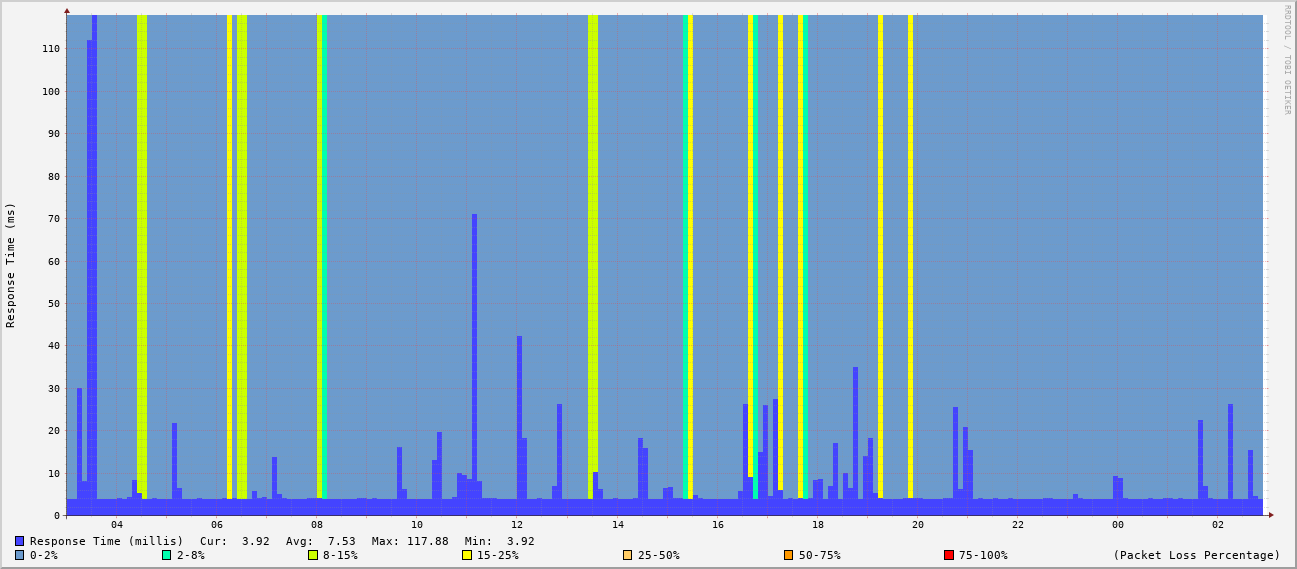 RRDTOOL / TOBI OETIKER
Response Time (ms)
110
100
90
80
70
60
50
40
30
20
10
0
04 06 08 10 12 14 16 18 20 22 00 02
Response Time (millis) Cur: 3.92 Avg: 7.53 Max: 117.88 Min: 3.92
0-2% 2-8% 8-15% 15-25% 25-50% 50-75% 75-100% (Packet Loss Percentage)